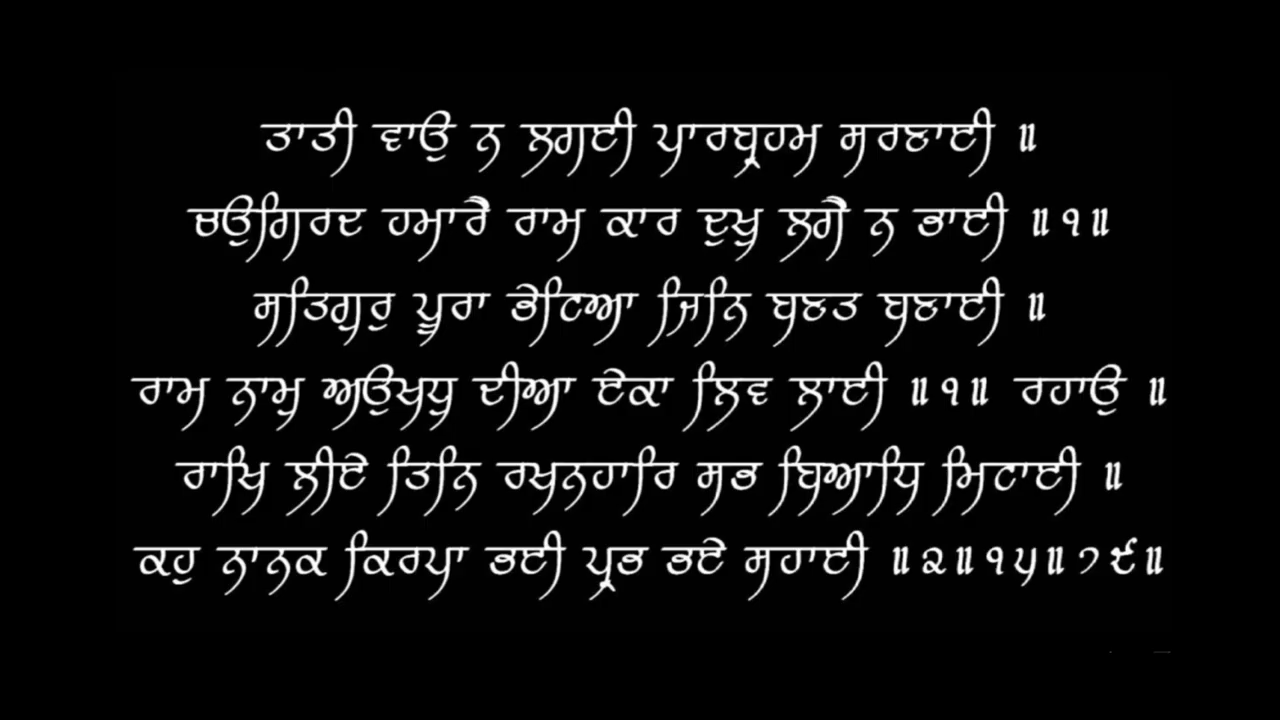 ਤਾਤੀ ਵਾਉ ਨ ਲਗਈ ਪਾਰਬ੍ਰਹਮ ਸਰਣਾਈ ॥
ਚਉਗਿਰਦ ਹਮਾਰੈ ਰਾਮ ਕਾਰ ਦੁਖੁ ਲਗੈ ਨ ਭਾਈ ॥੧॥
ਸਤਿਗੁਰੁ ਪੂਰਾ ਭੇਟਿਆ ਜਿਨਿ ਬਣਤ ਬਣਾਈ ॥
ਰਾਮ ਨਾਮੁ ਅਉਖਧੁ ਦੀਆ ਏਕਾ ਲਿਵ ਲਾਈ ॥੧॥ ਰਹਾਉ ॥
ਰਾਖਿ ਲੀਏ ਤਿਨਿ ਰਖਨਹਾਰਿ ਸਭ ਬਿਆਧਿ ਮਿਟਾਈ ॥
ਕਹੁ ਨਾਨਕ ਕਿਰਪਾ ਭਈ ਪ੍ਰਭ ਭਏ ਸਹਾਈ ॥੨॥੧੫॥੭੯॥